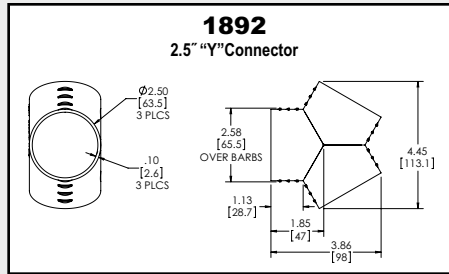 1892
2.5″ “Y”Connector
Ø2.50
[63.5]
3 PLCS
.10
[2.6]
3 PLCS
2.58
[65.5]
OVER BARBS
4.45
[113.1]
1.13
[28.7]
1.85
[47]
3.86
[98]